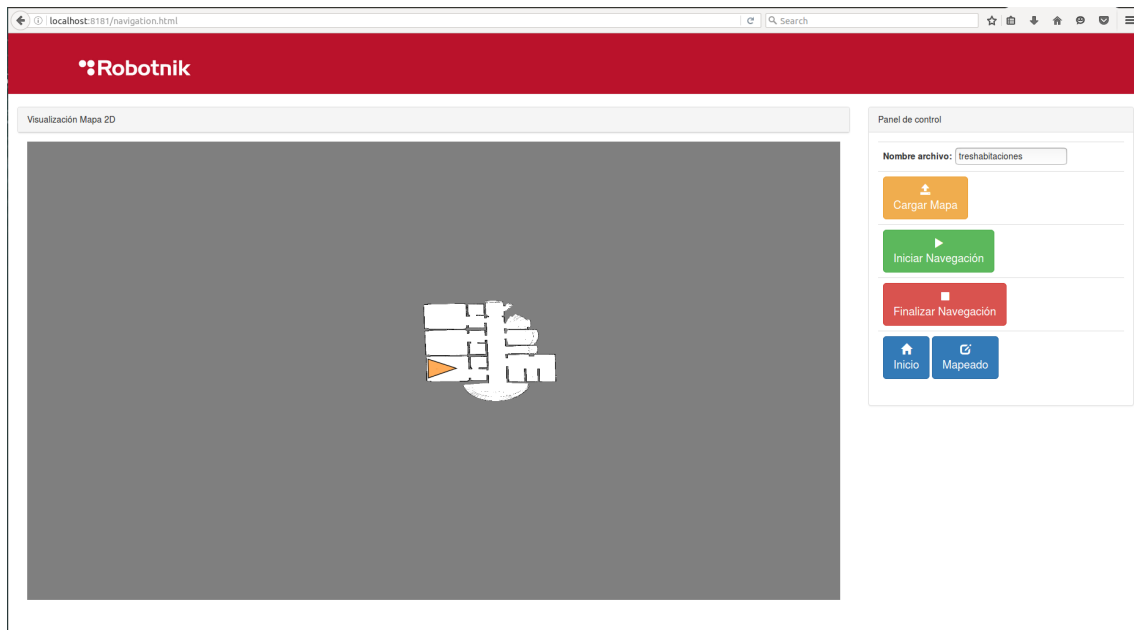 localhost:8181/navigation.html
Search
Robotnik
Visualización Mapa 2D
Panel de control
Nombre archivo: treshabitaciones
Cargar Mapa
Iniciar Navegación
Finalizar Navegación
Inicio
Mapeado